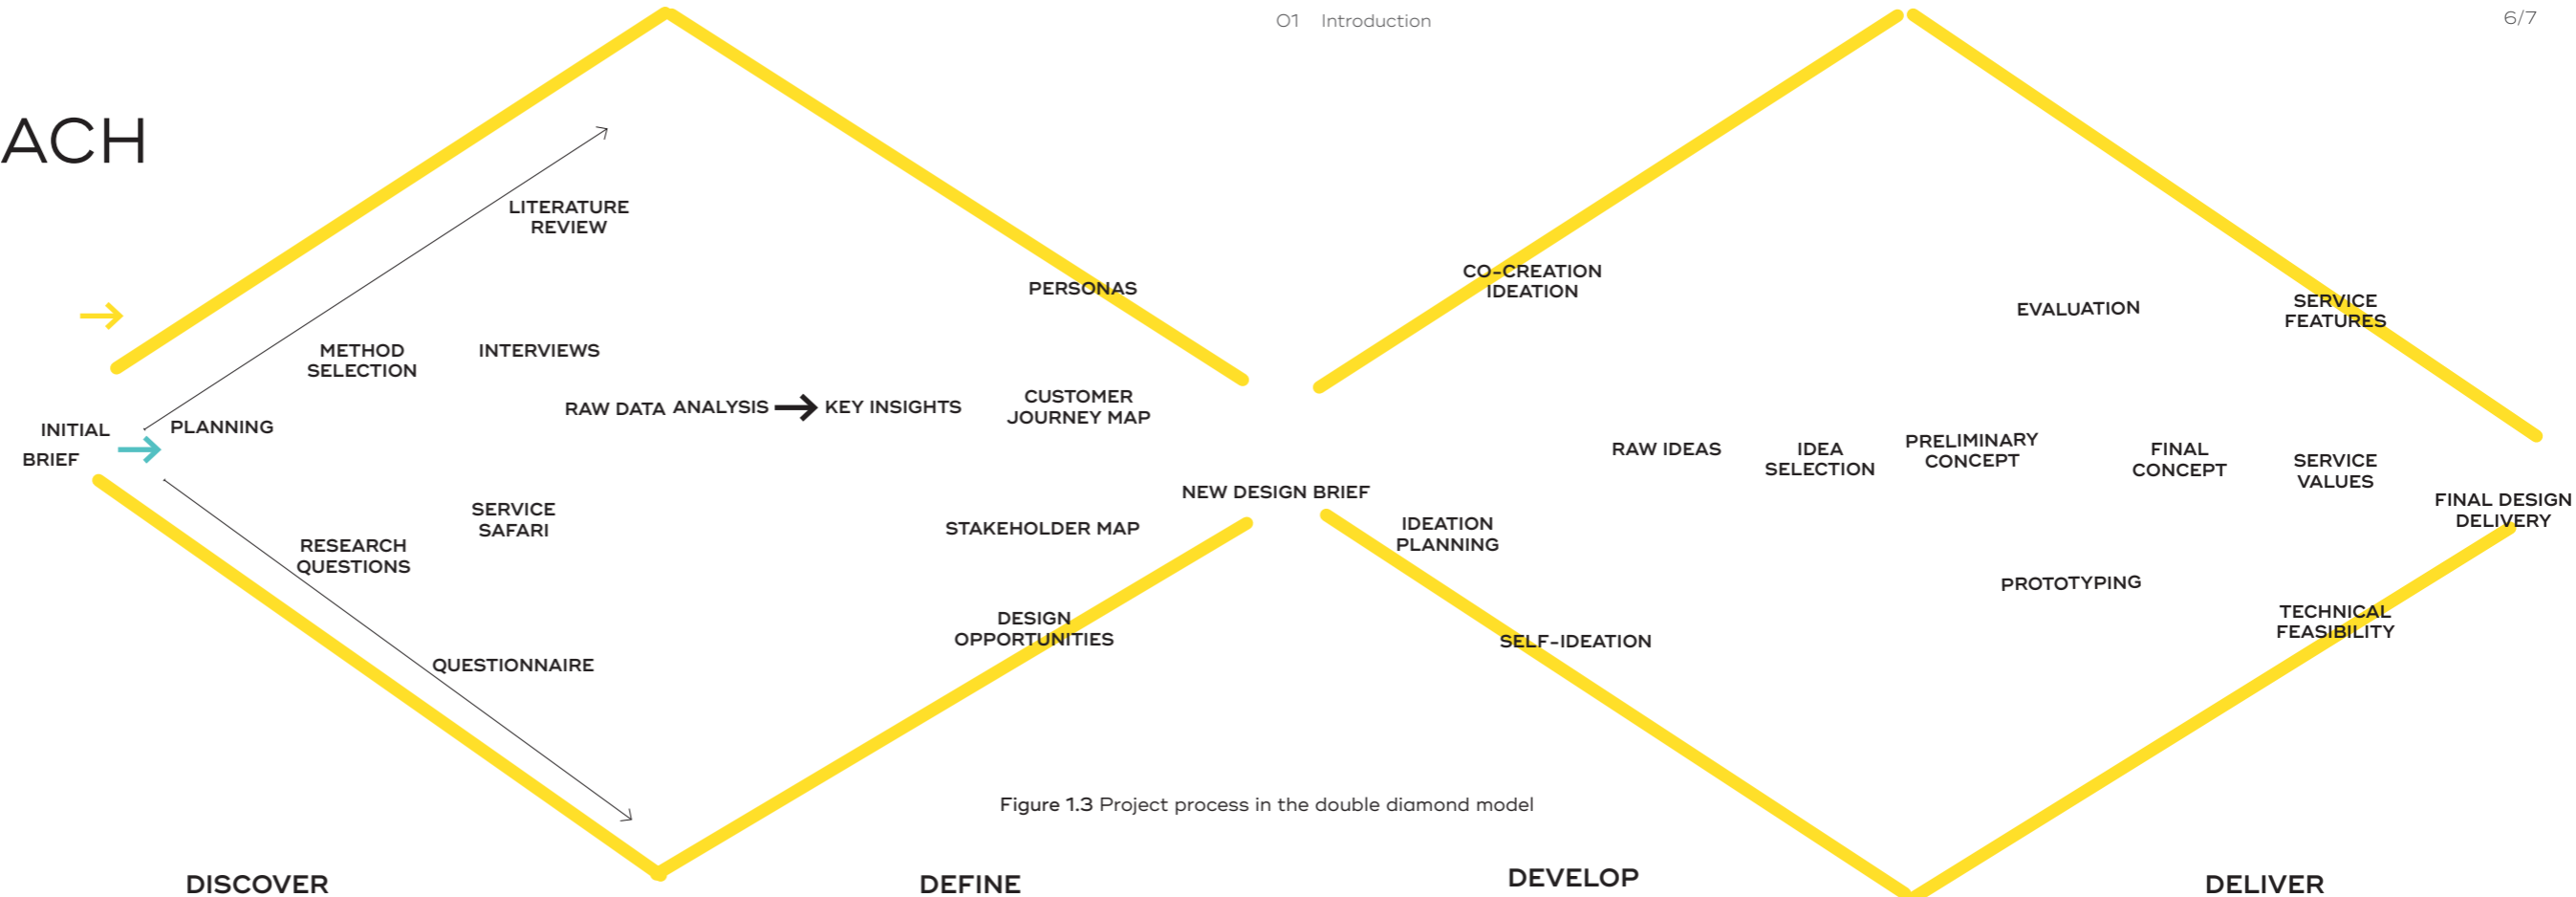 01 Introduction
6/7
ACH
LITERATURE
REVIEW
PERSONAS
METHOD
SELECTION
INTERVIEWS
RAW DATA ANALYSIS KEY INSIGHTS
CUSTOMER
JOURNEY MAP
INITIAL
BRIEF
PLANNING
SERVICE
SAFARI
RESEARCH
QUESTIONS
STAKEHOLDER MAP
DESIGN
OPPORTUNITIES
QUESTIONNAIRE
NEW DESIGN BRIEF
CO-CREATION
IDEATION
IDEATION
PLANNING
SELF-IDEATION
RAW IDEAS
IDEA
SELECTION
PRELIMINARY
CONCEPT
EVALUATION
PROTOTYPING
FINAL
CONCEPT
SERVICE
FEATURES
SERVICE
VALUES
TECHNICAL
FEASIBILITY
FINAL DESIGN
DELIVERY
Figure 1.3 Project process in the double diamond model
DISCOVER
DEFINE
DEVELOP
DELIVER